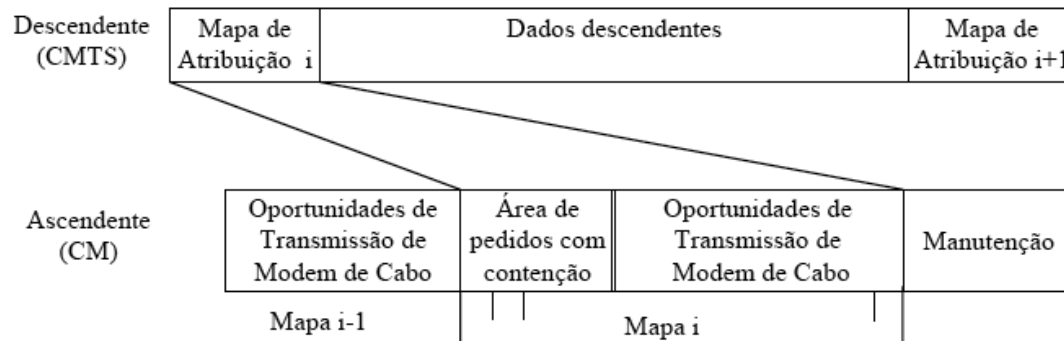 Descendente
(CMTS)
Mapa de
Atribuição i
Dados descendentes
Mapa de
Atribuição i+1
Ascendente
(CM)
Oportunidades de
Transmissão de
Modem de Cabo
Área de
pedidos com
contenção
Oportunidades de
Transmissão de
Modem de Cabo
Manutenção
Mapa i-1
Mapa i